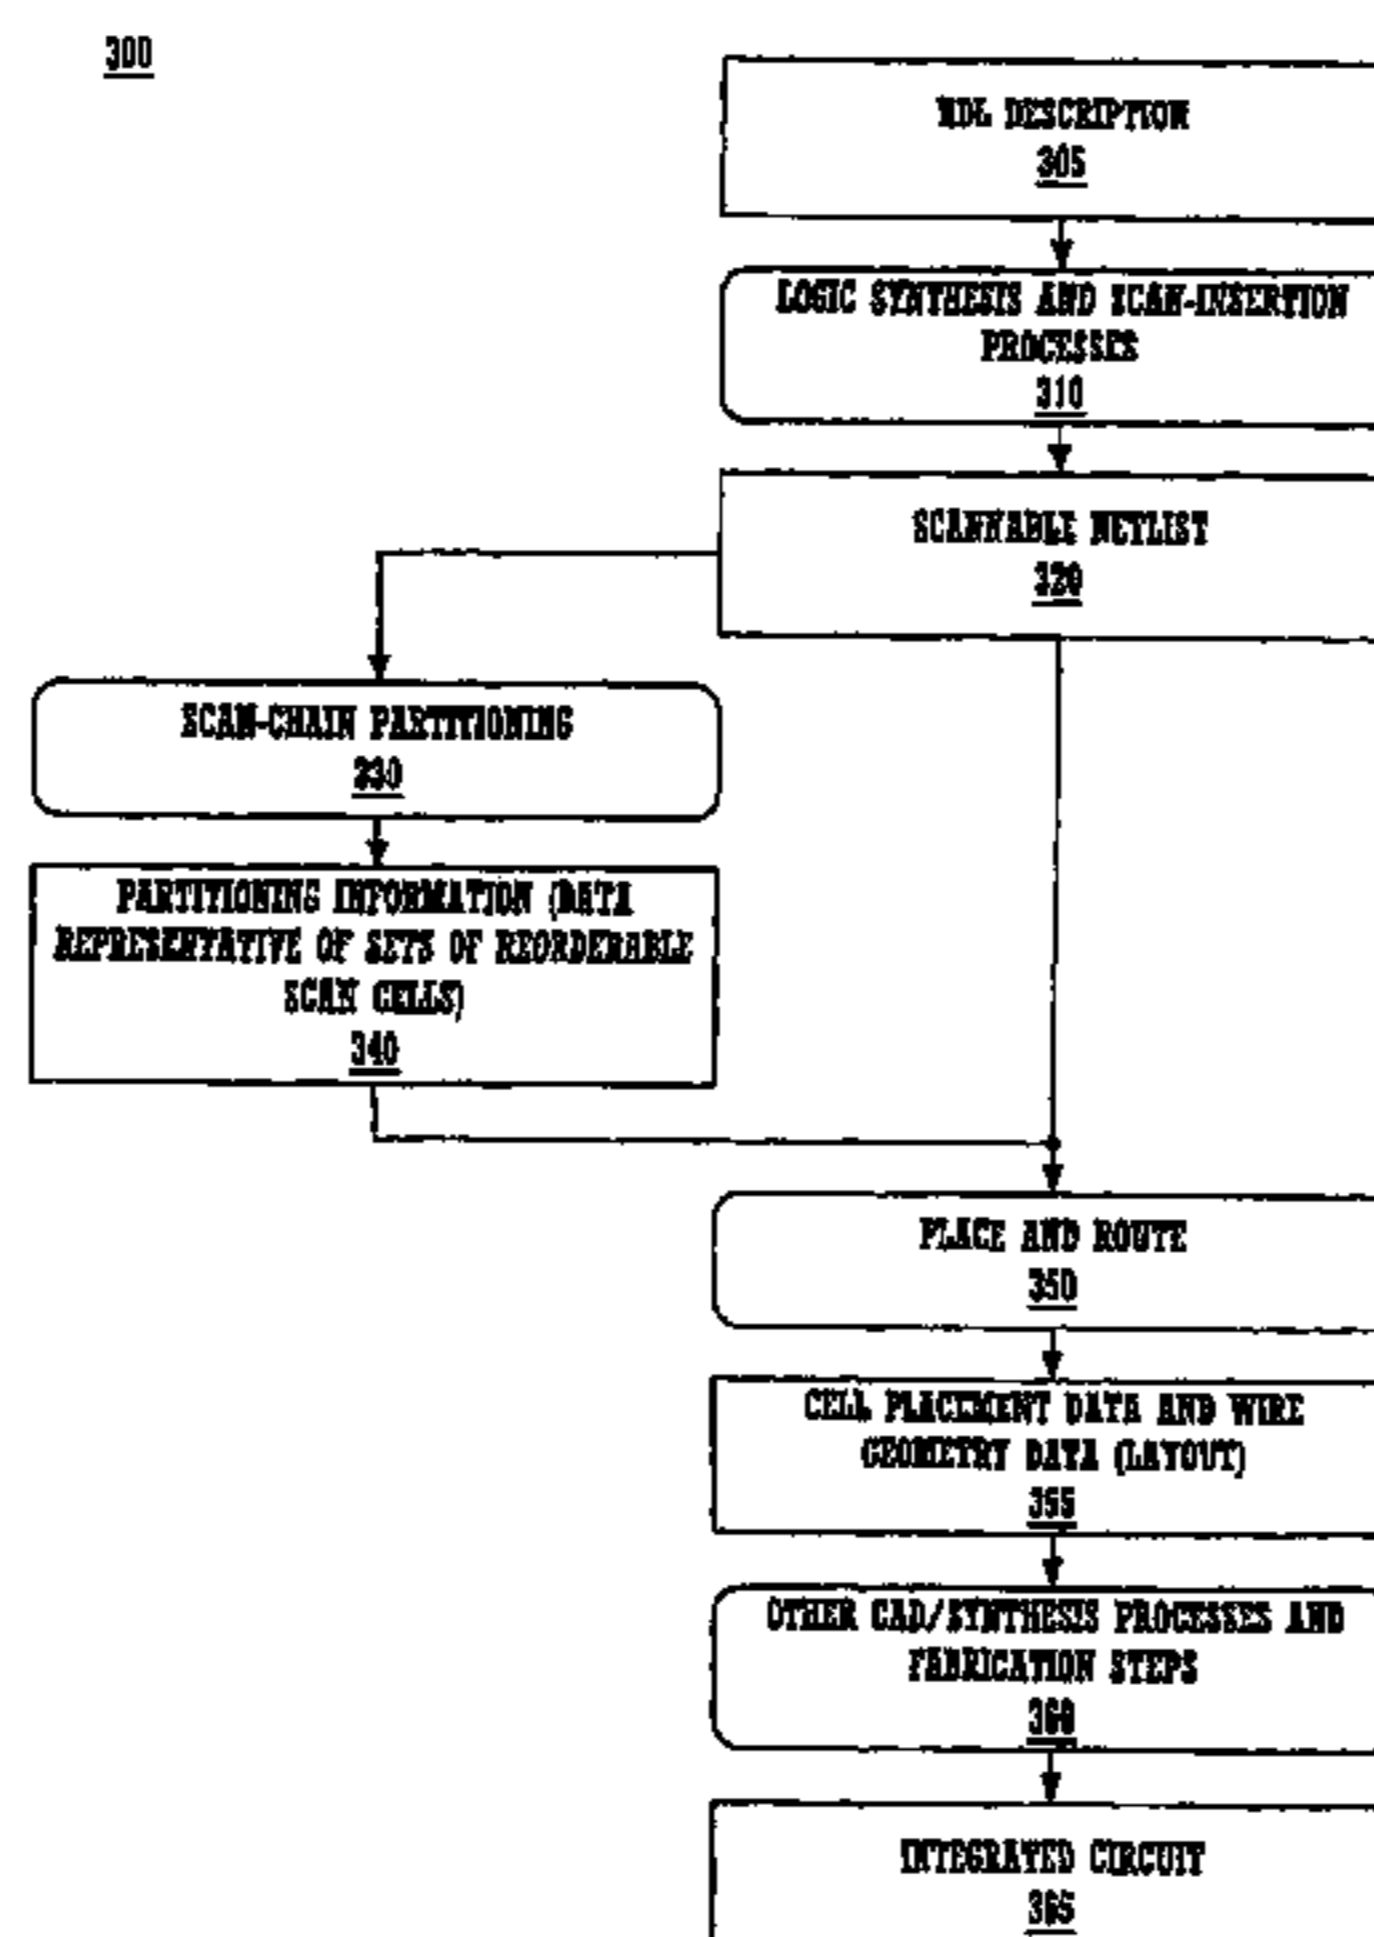 300
HDL DESCRIPTION
305
LOGIC SYNTHESIS AND SCAN-INSERTION
PROCESSES
310
SCANNABLE NETLIST
320
SCAN-CHAIN PARTITIONING
330
PARTITIONING INFORMATION (DATA
REPRESENTATIVE OF SETS OF REORDERABLE
SCAN CELLS)
340
PLACE AND ROUTE
350
CELL PLACEMENT DATA AND WIRE
GEOMETRY DATA (LAYOUT)
355
OTHER CAD/SYNTHESIS PROCESSES AND
FABRICATION STEPS
360
INTEGRATED CIRCUIT
365